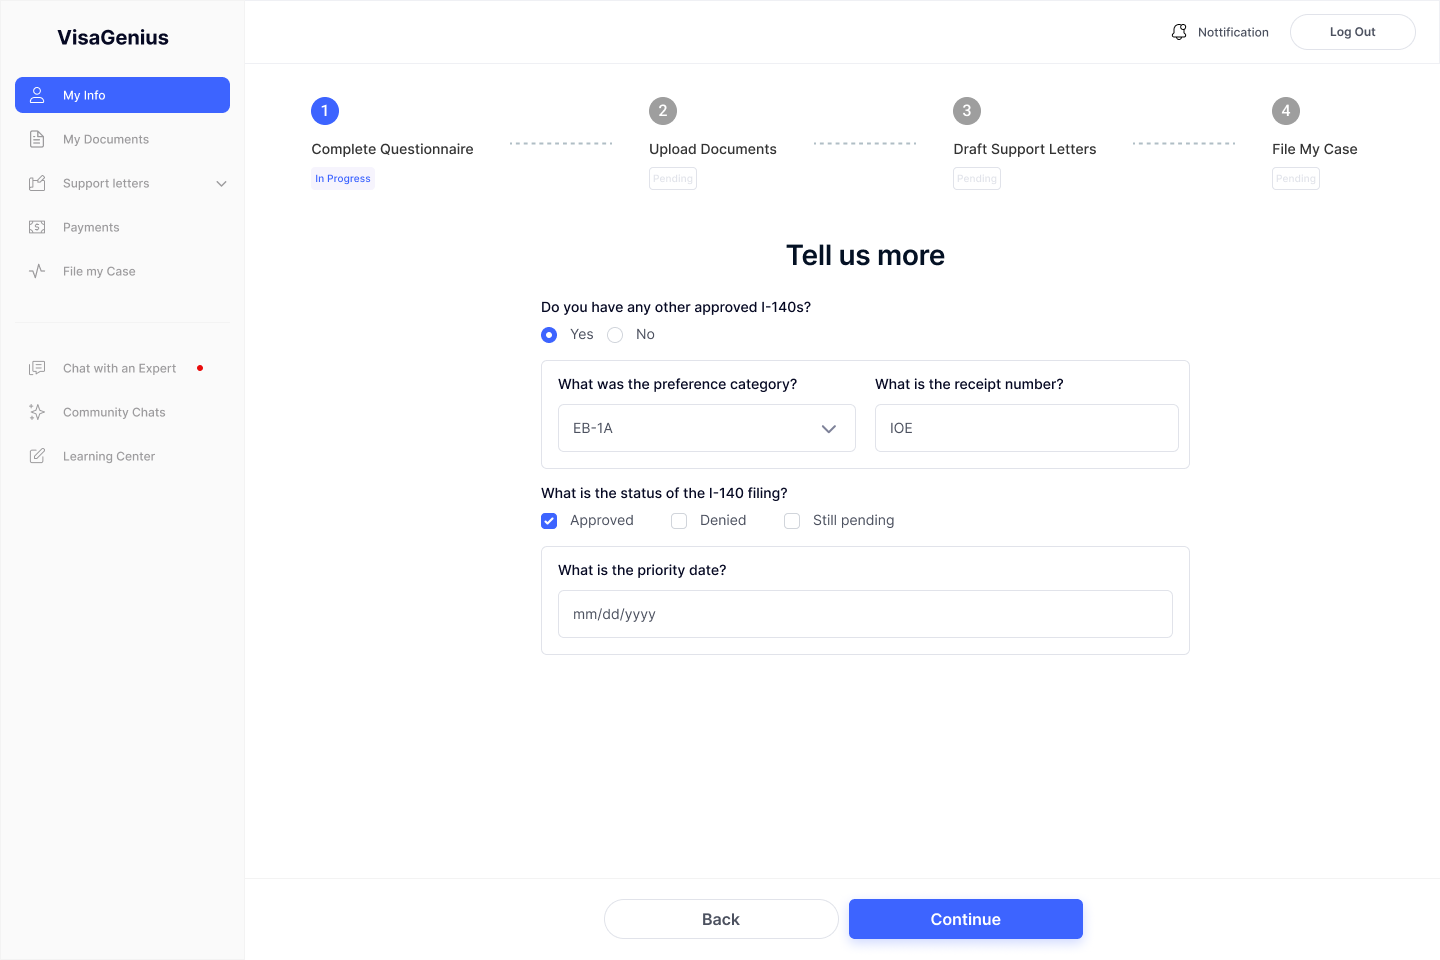 VisaGenius
Nottification
Log Out
My Info
My Documents
Support letters
Payments
File my Case
Chat with an Expert
Community Chats
Learning Center
1
2
3
4
Complete Questionnaire
Upload Documents
Draft Support Letters
File My Case
In Progress
Pending
Pending
Pending
Tell us more
Do you have any other approved I-140s?
Yes No
What was the preference category?
What is the receipt number?
EB-1A
IOE
What is the status of the I-140 filing?
Approved Denied Still pending
What is the priority date?
mm/dd/yyyy
Back
Continue